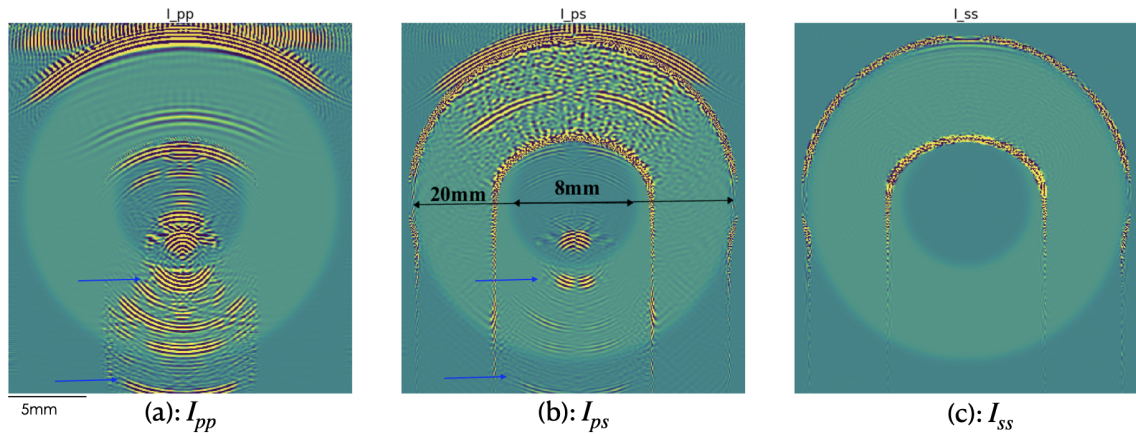 I_pp
I_ps
I_ss
20mm
8mm
5mm
(a): I_pp
(b): I_ps
(c): I_ss